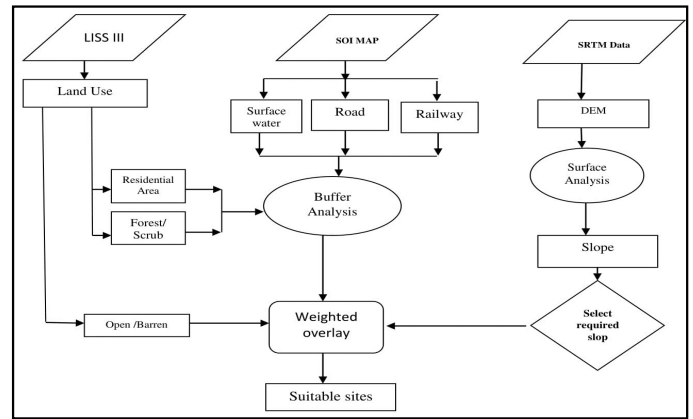 LISS III
SOI MAP
SRTM Data
Land Use
Surface
water
Road
Railway
DEM
Residential
Area
Forest/
Scrub
Buffer
Analysis
Surface
Analysis
Slope
Open /Barren
Weighted
overlay
Select
required
slop
Suitable sites